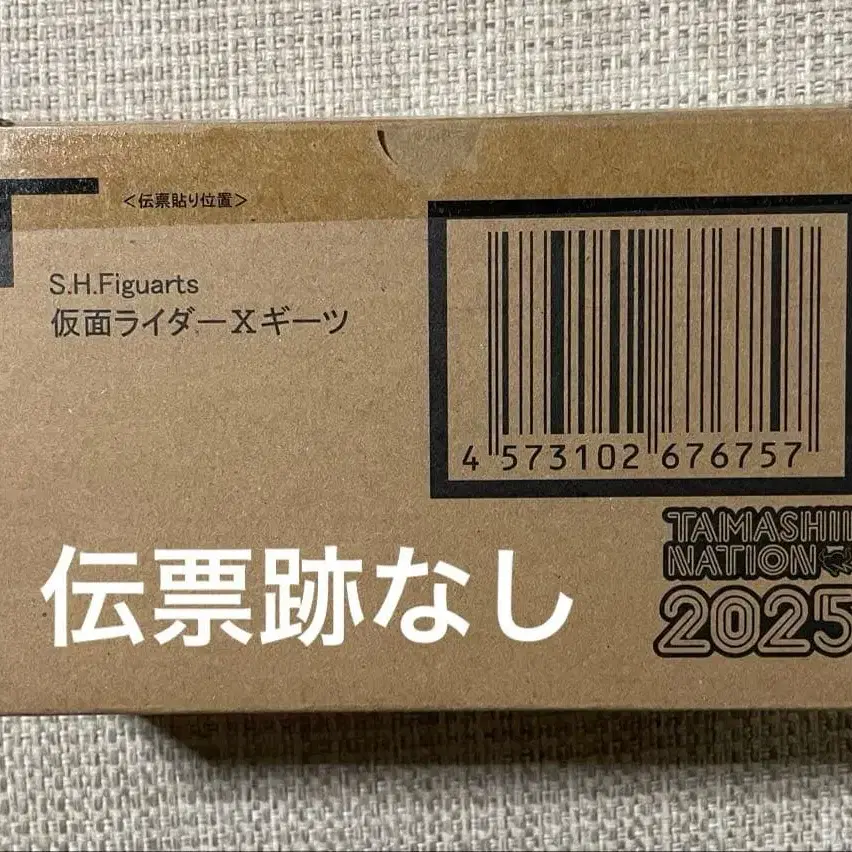 ＜伝票貼り位置＞
S.H.Figuarts
仮面ライダーXギーツ
4 573102 676757
TAMASHII
NATION
2025
伝票跡なし